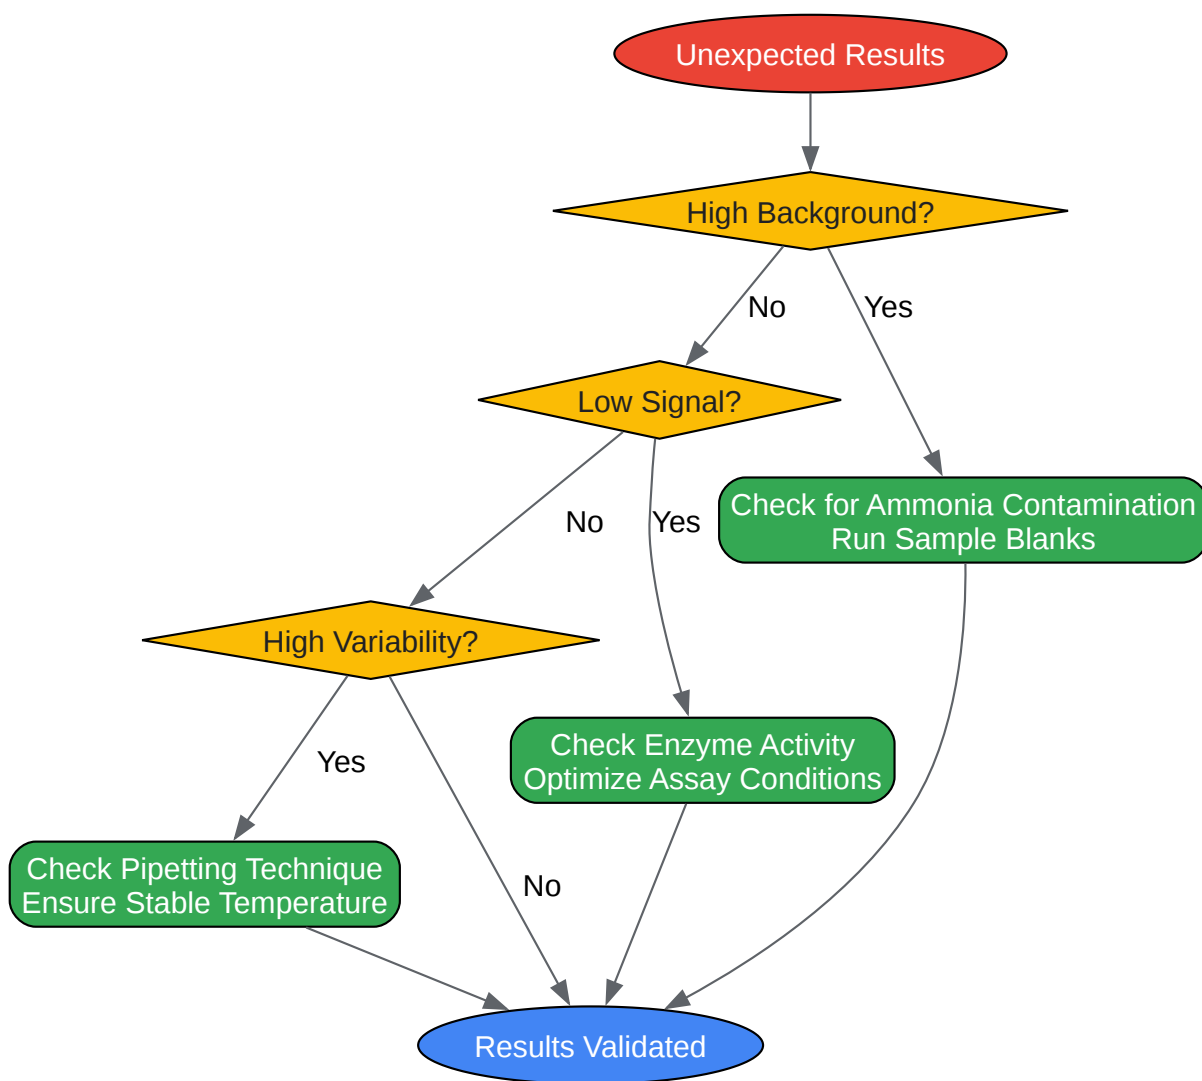 Unexpected Results
High Background?
No
Yes
Low Signal?
No
Yes
Check for Ammonia Contamination
Run Sample Blanks
High Variability?
Yes
No
Check Enzyme Activity
Optimize Assay Conditions
Check Pipetting Technique
Ensure Stable Temperature
Results Validated